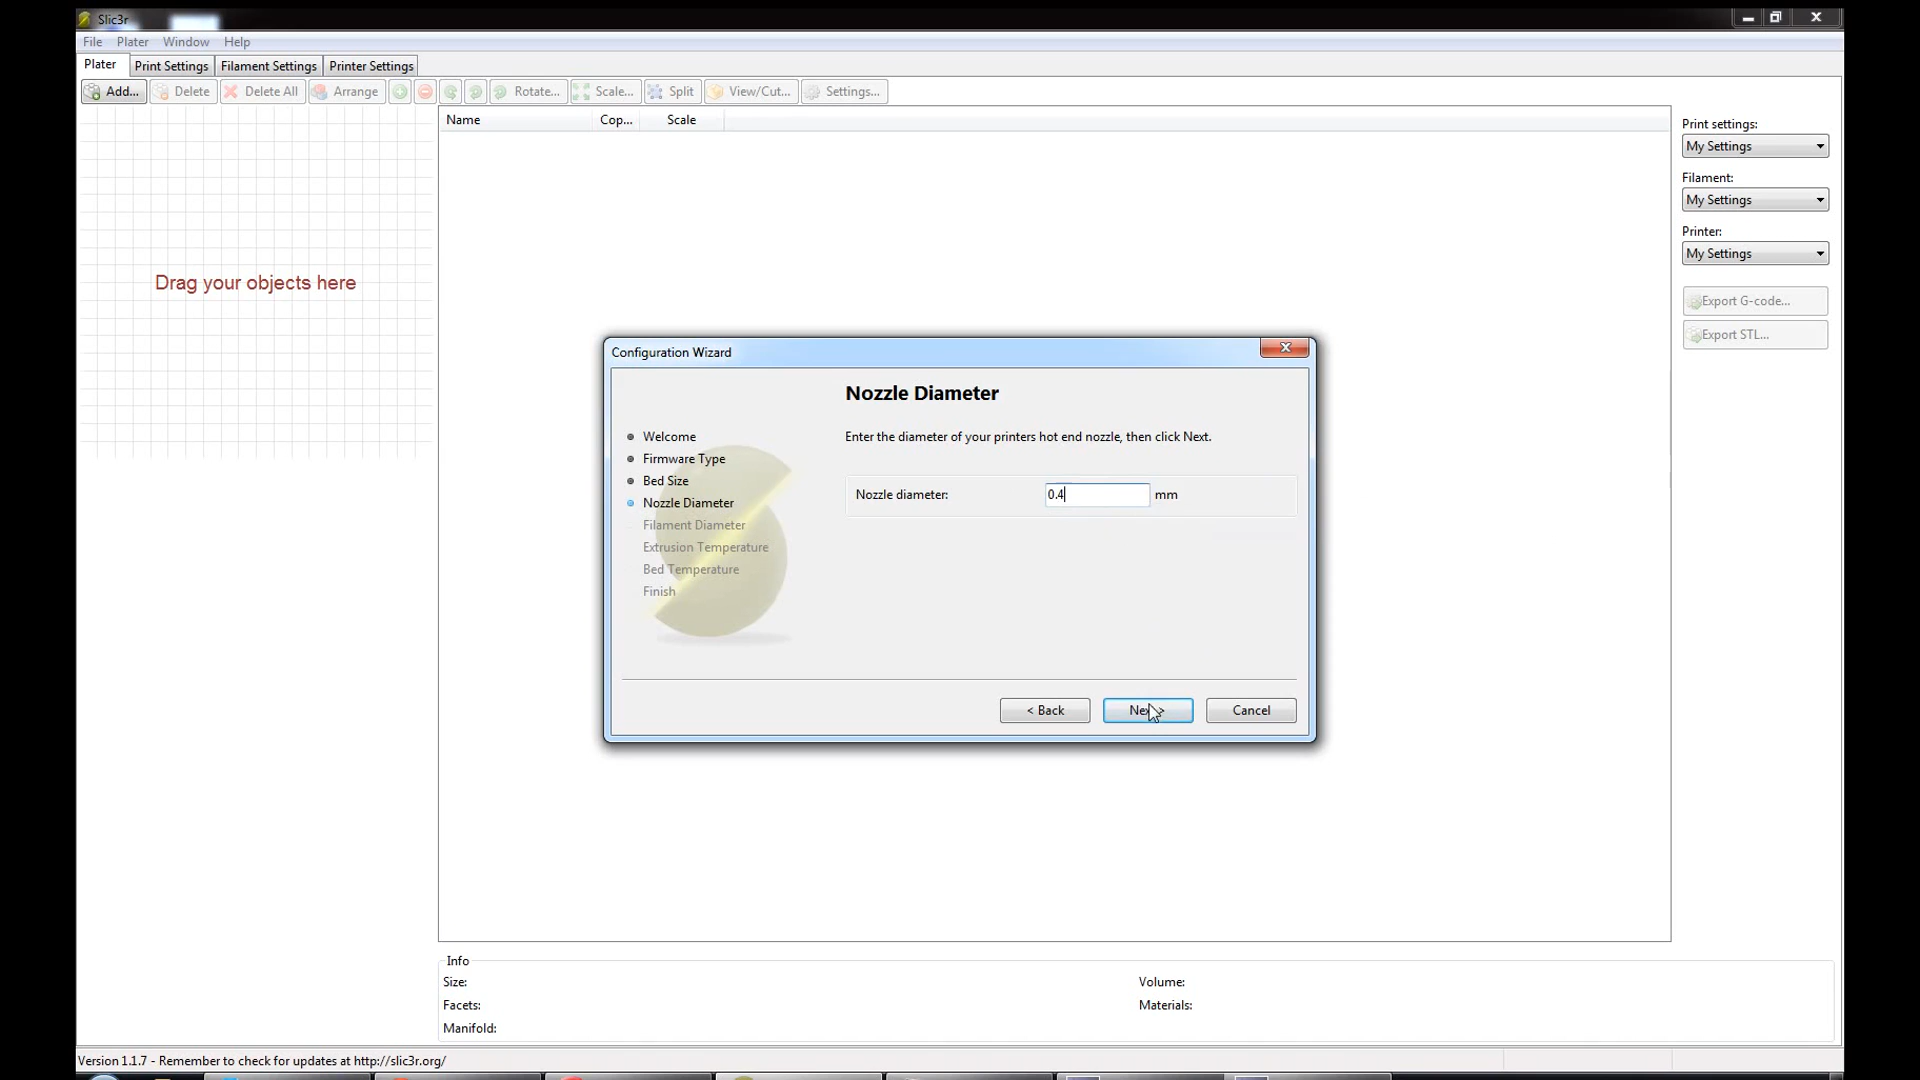 Slic3r
File Plater Window Help
Plater Print Settings Filament Settings Printer Settings
Add... Delete Delete All Arrange Rotate... Scale... Split View/Cut... Settings...
Name Cop... Scale
Drag your objects here
Print settings:
My Settings
Filament:
My Settings
Printer:
My Settings
Export G-code...
Export STL...
Configuration Wizard
Welcome
Firmware Type
Bed Size
Nozzle Diameter
Filament Diameter
Extrusion Temperature
Bed Temperature
Finish
Nozzle Diameter
Enter the diameter of your printers hot end nozzle, then click Next.
Nozzle diameter: 0.4 mm
< Back Next > Cancel
Info
Size:
Facets:
Manifold:
Volume:
Materials:
Version 1.1.7 - Remember to check for updates at http://slic3r.org/